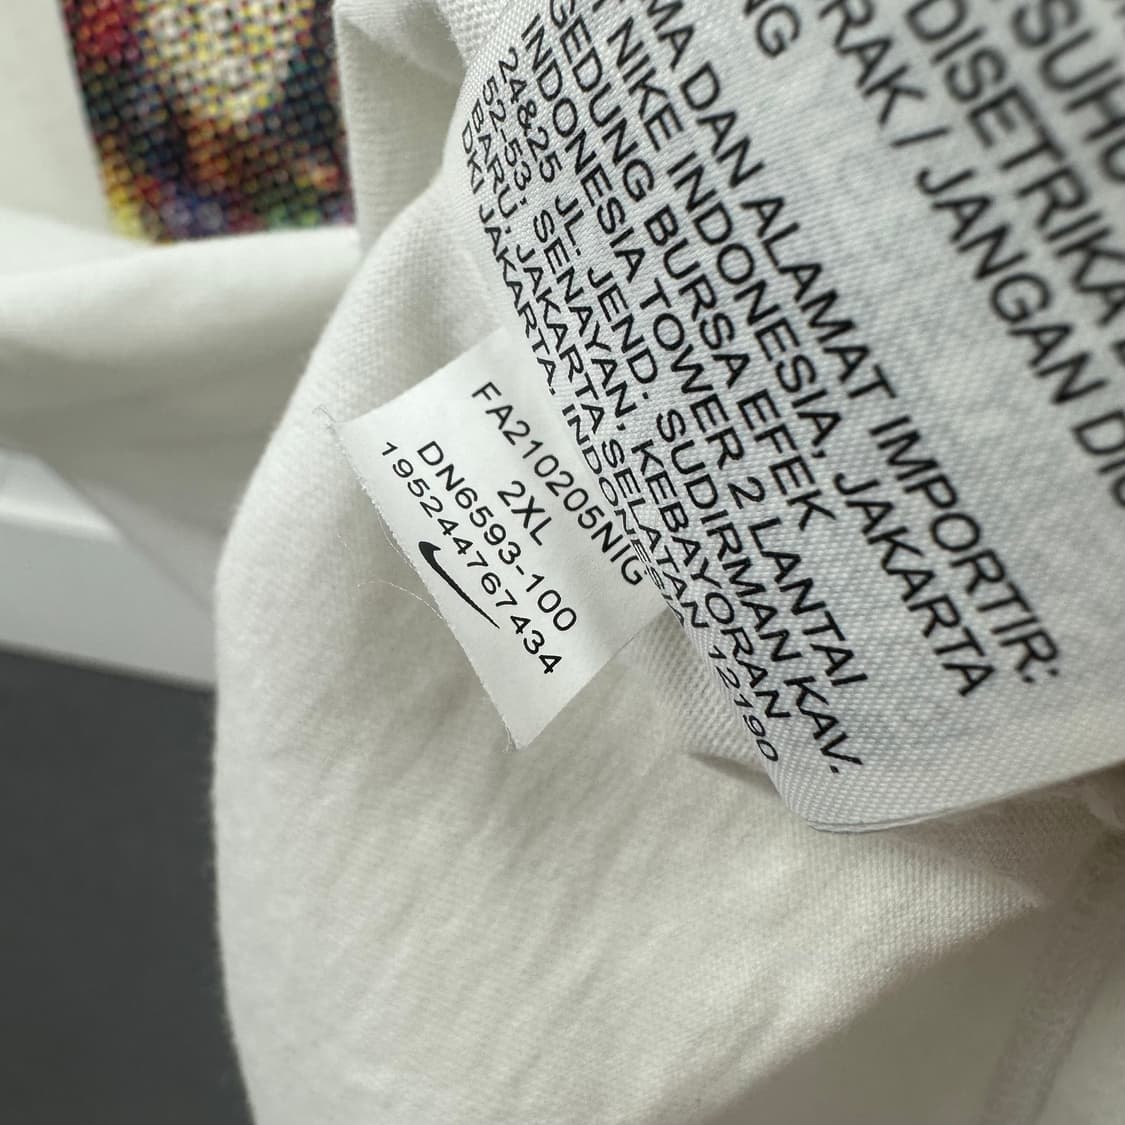 SUHU
DISETRIKA
RAK / JANGAN
NG
MA DAN ALAMAT IMPORTIR:
NIKE INDONESIA, JAKARTA
GEDUNG BURSA EFEK
INDONESIA TOWER 2 LANTAI
24&25 JL. JEND. SUDIRMAN KAV.
52-53; SENAYAN, KEBAYORAN
BARU; JAKARTA SELATAN 12190
DKI JAKARTA, INDONESIA
FA210205NIG
2XL
DN6593-100
195244767434